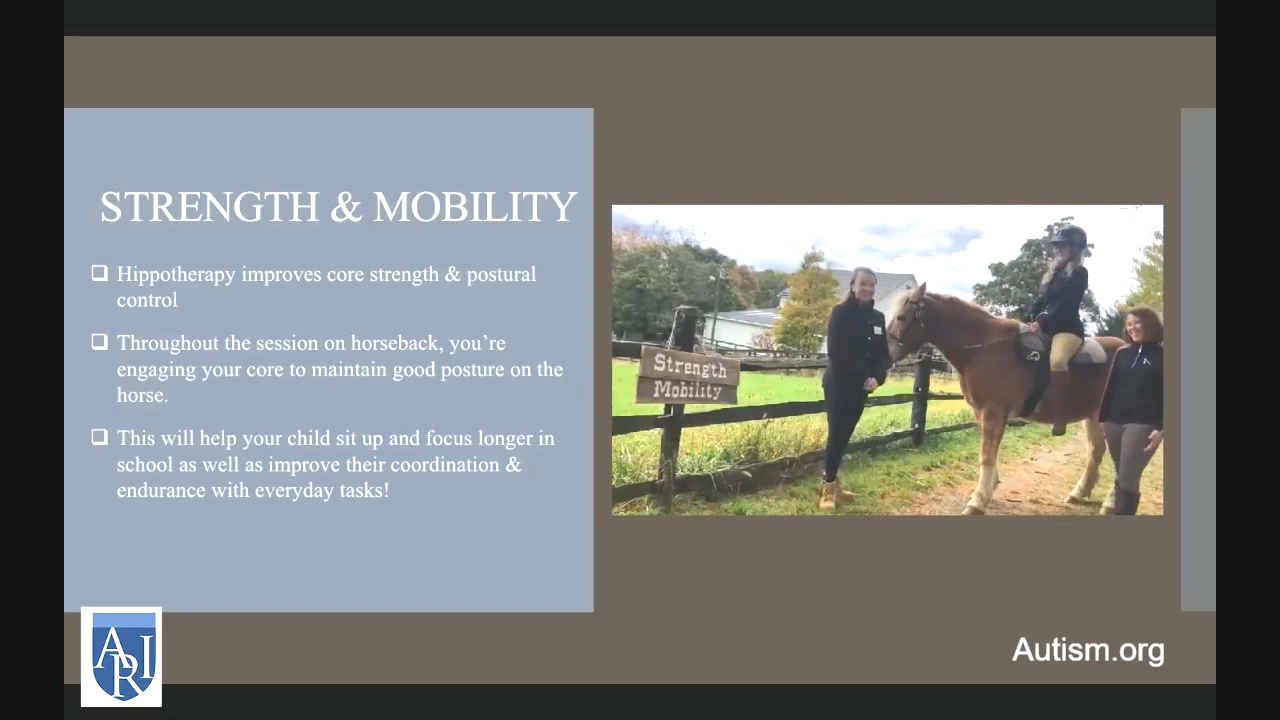 STRENGTH & MOBILITY
❑ Hippotherapy improves core strength & postural
control
❑ Throughout the session on horseback, you're
engaging your core to maintain good posture on the
horse.
❑ This will help your child sit up and focus longer in
school as well as improve their coordination &
endurance with everyday tasks!
Strength
Mobility
ARI
Autism.org